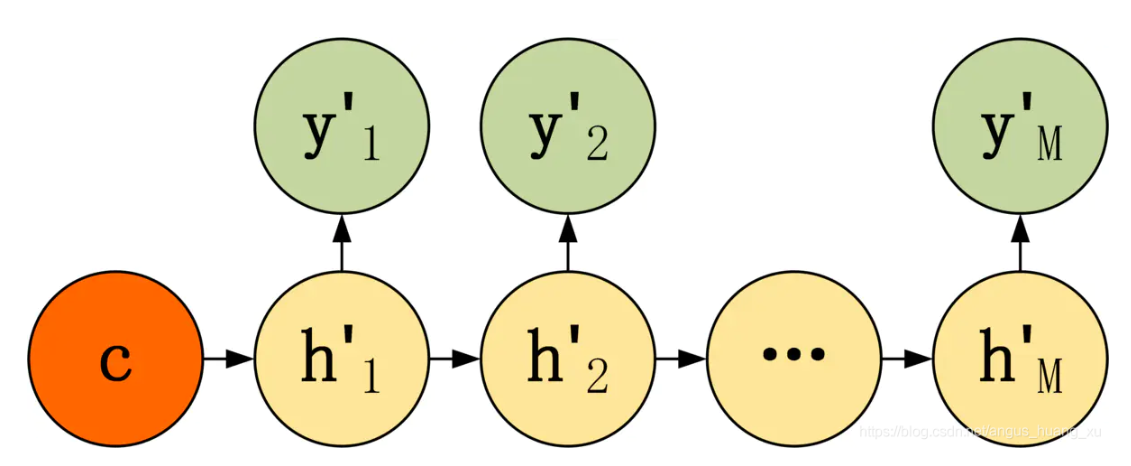 y'1 y'2 y'M
c h'1 h'2 ... h'M
https://blog.csdn.net/angus_huang_xu